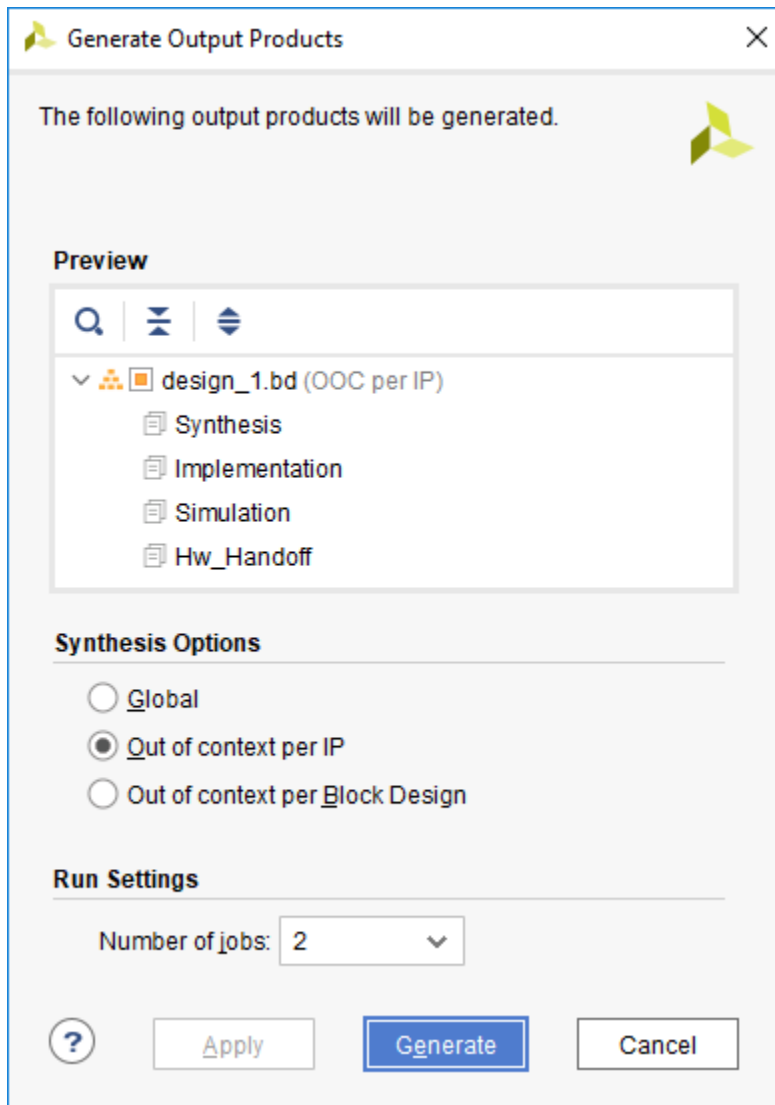 Generate Output Products
The following output products will be generated.
Preview
design_1.bd (OOC per IP)
Synthesis
Implementation
Simulation
Hw_Handoff
Synthesis Options
Global
Out of context per IP
Out of context per Block Design
Run Settings
Number of jobs: 2
? Apply Generate Cancel